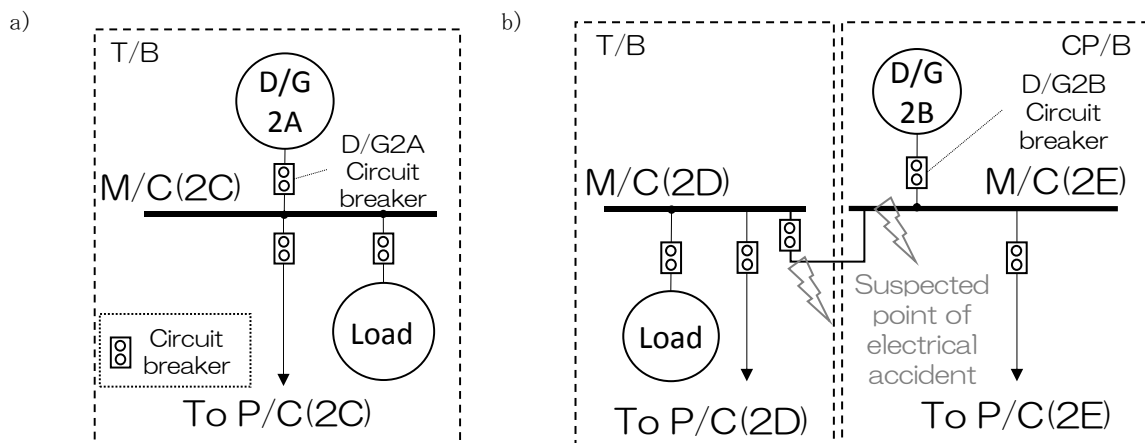 a)
T/B
D/G
2A
D/G2A
Circuit
breaker
M/C(2C)
Load
Circuit
breaker
To P/C(2C)
b)
T/B
CP/B
D/G
2B
D/G2B
Circuit
breaker
M/C(2D)
M/C(2E)
Load
Suspected
point of
electrical
accident
To P/C(2D)
To P/C(2E)